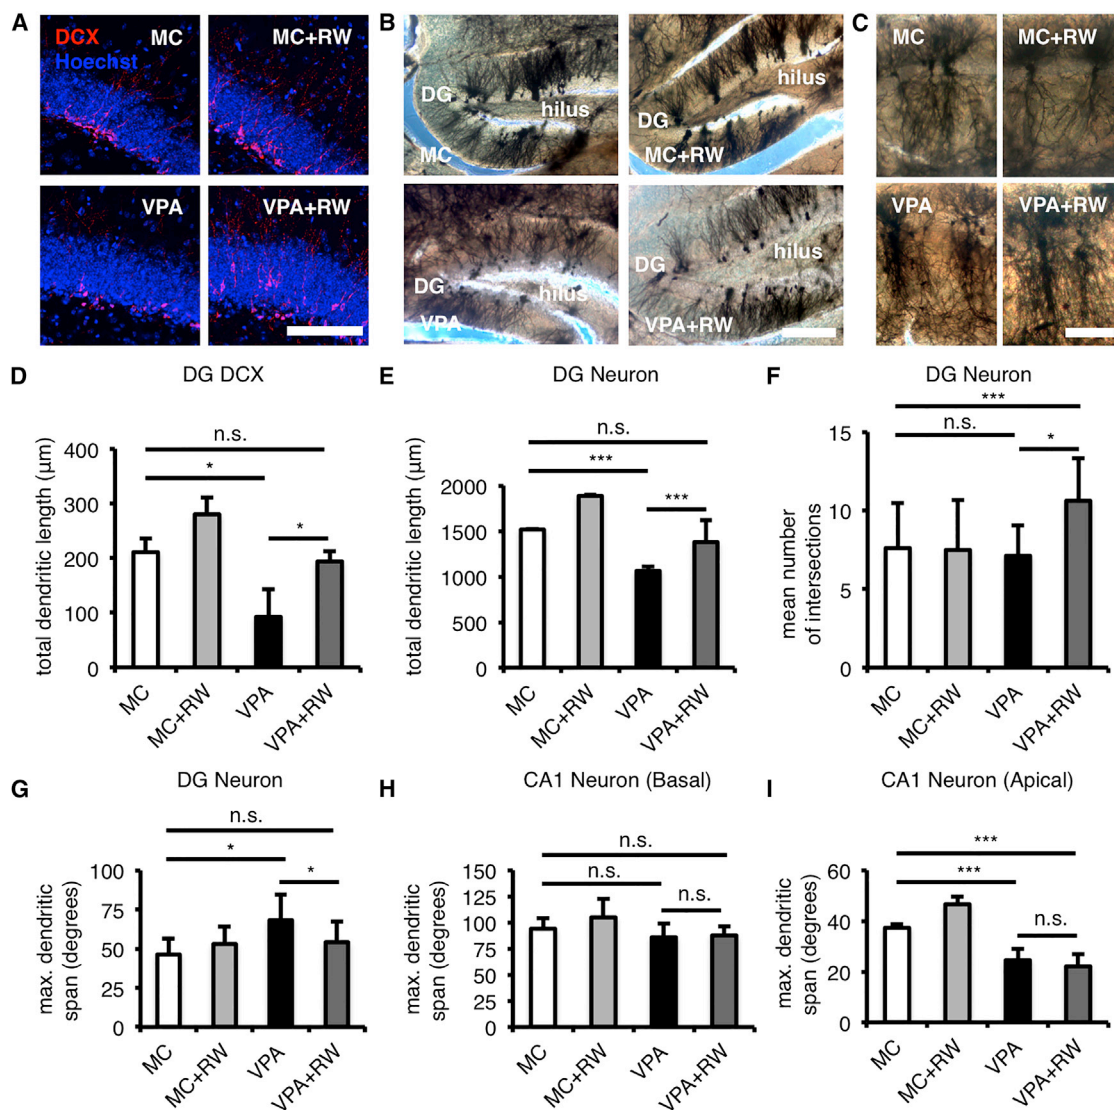 A
DCX
Hoechst
MC
MC+RW
VPA
VPA+RW
B
DG
hilus
MC
DG
hilus
MC+RW
DG
hilus
VPA
DG
hilus
VPA+RW
C
MC
MC+RW
VPA
VPA+RW
D
DG DCX
n.s.
*
*
total dendritic length (μm)
400
300
200
100
0
MC
MC+RW
VPA
VPA+RW
E
DG Neuron
n.s.
***
***
total dendritic length (μm)
2000
1500
1000
500
0
MC
MC+RW
VPA
VPA+RW
F
DG Neuron
***
n.s.
*
mean number
of intersections
15
10
5
0
MC
MC+RW
VPA
VPA+RW
G
DG Neuron
n.s.
*
*
max. dendritic
span (degrees)
100
75
50
25
0
MC
MC+RW
VPA
VPA+RW
H
CA1 Neuron (Basal)
n.s.
n.s.
n.s.
max. dendritic
span (degrees)
150
125
100
75
50
25
0
MC
MC+RW
VPA
VPA+RW
I
CA1 Neuron (Apical)
***
***
n.s.
max. dendritic
span (degrees)
60
40
20
0
MC
MC+RW
VPA
VPA+RW